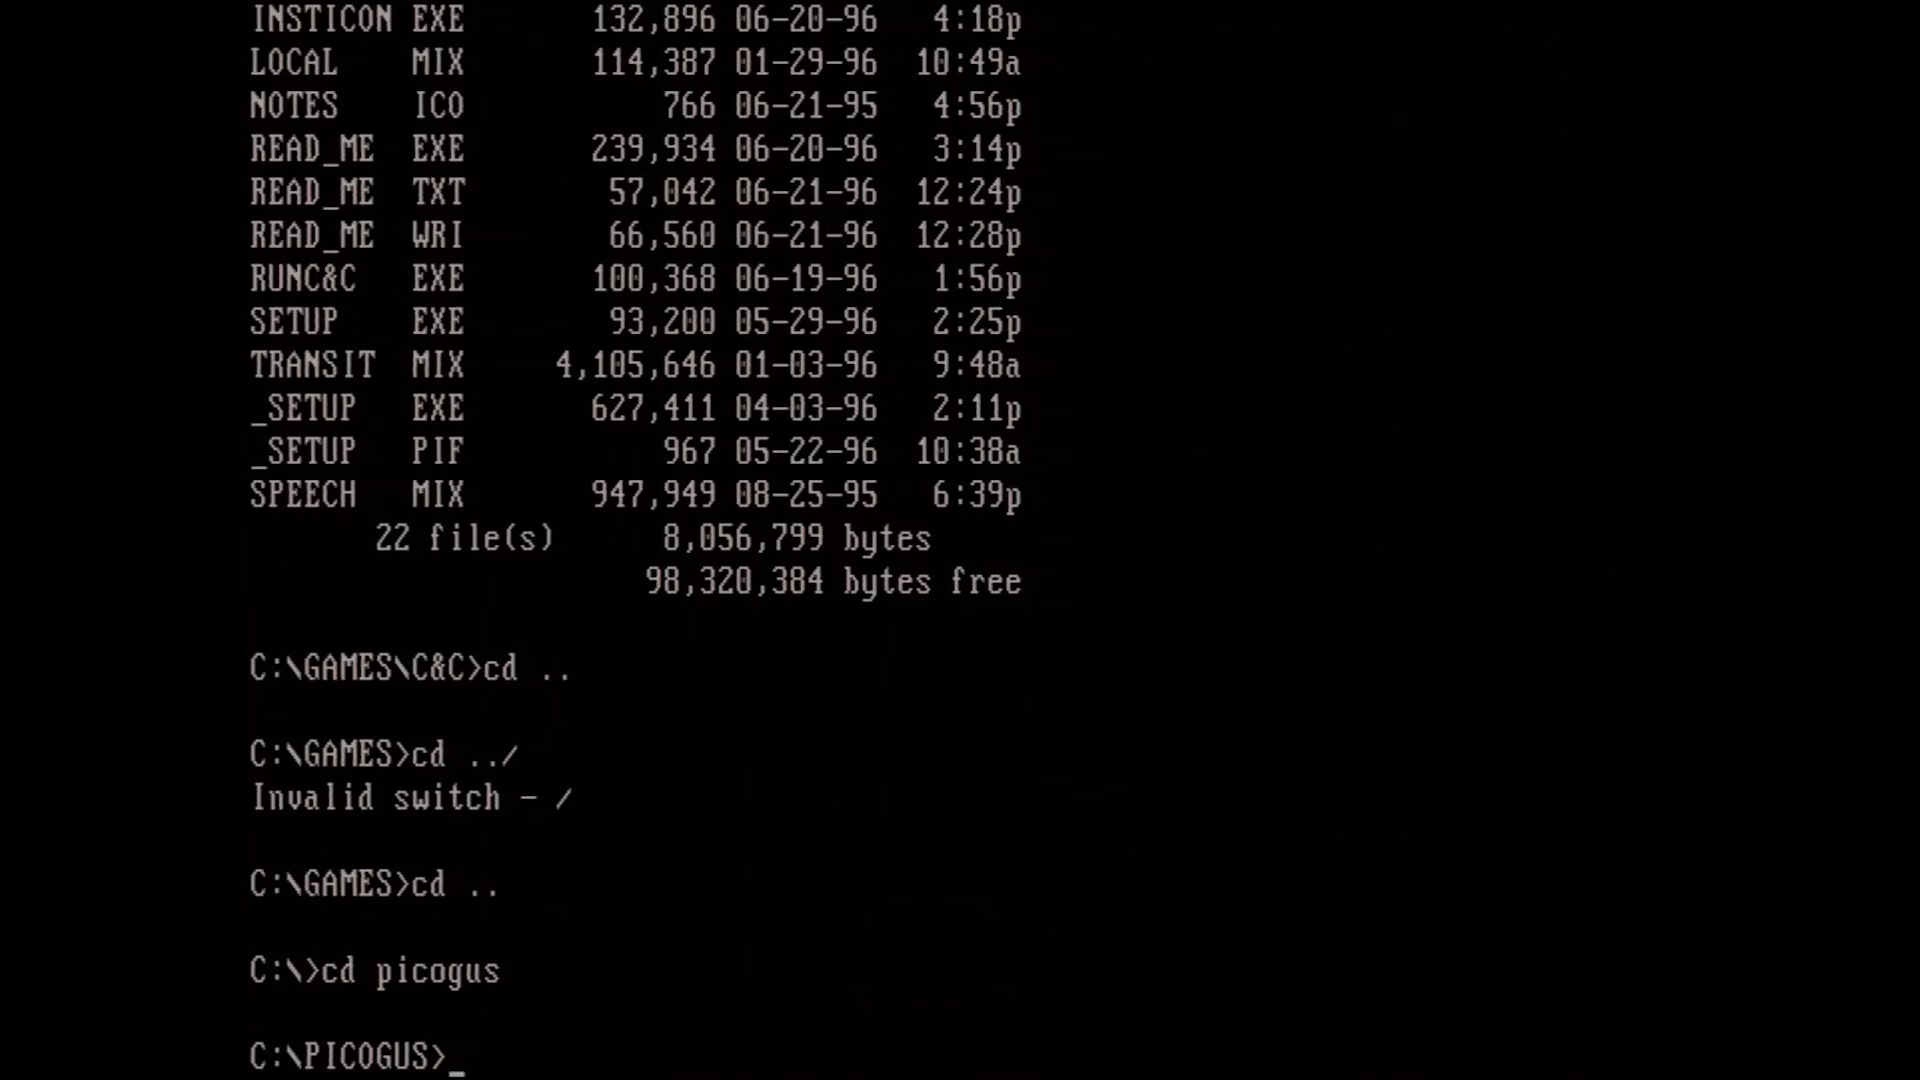 INSTICON EXE 132,896 06-20-96 4:18p
LOCAL MIX 114,387 01-29-96 10:49a
NOTES ICO 766 06-21-95 4:56p
READ_ME EXE 239,934 06-20-96 3:14p
READ_ME TXT 57,042 06-21-96 12:24p
READ_ME WRI 66,560 06-21-96 12:28p
RUNC&C EXE 100,368 06-19-96 1:56p
SETUP EXE 93,200 05-29-96 2:25p
TRANSIT MIX 4,105,646 01-03-96 9:48a
_SETUP EXE 627,411 04-03-96 2:11p
_SETUP PIF 967 05-22-96 10:38a
SPEECH MIX 947,949 08-25-95 6:39p
22 file(s) 8,056,799 bytes
98,320,384 bytes free
C:\GAMES\C&C>cd ..
C:\GAMES>cd ../
Invalid switch - /
C:\GAMES>cd ..
C:\>cd picogus
C:\PICOGUS>_